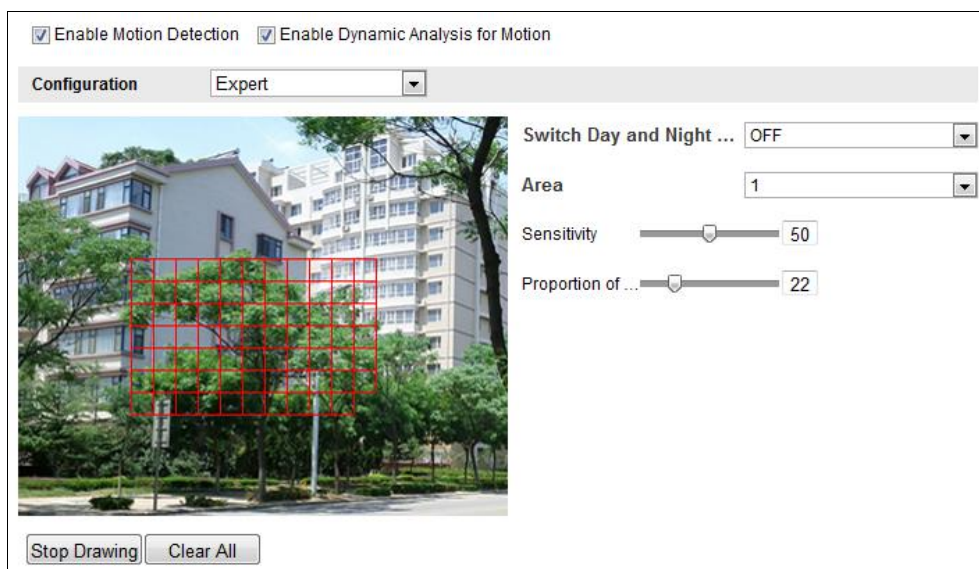 Enable Motion Detection Enable Dynamic Analysis for Motion
Configuration Expert
Switch Day and Night ... OFF
Area 1
Sensitivity 50
Proportion of ... 22
Stop Drawing Clear All